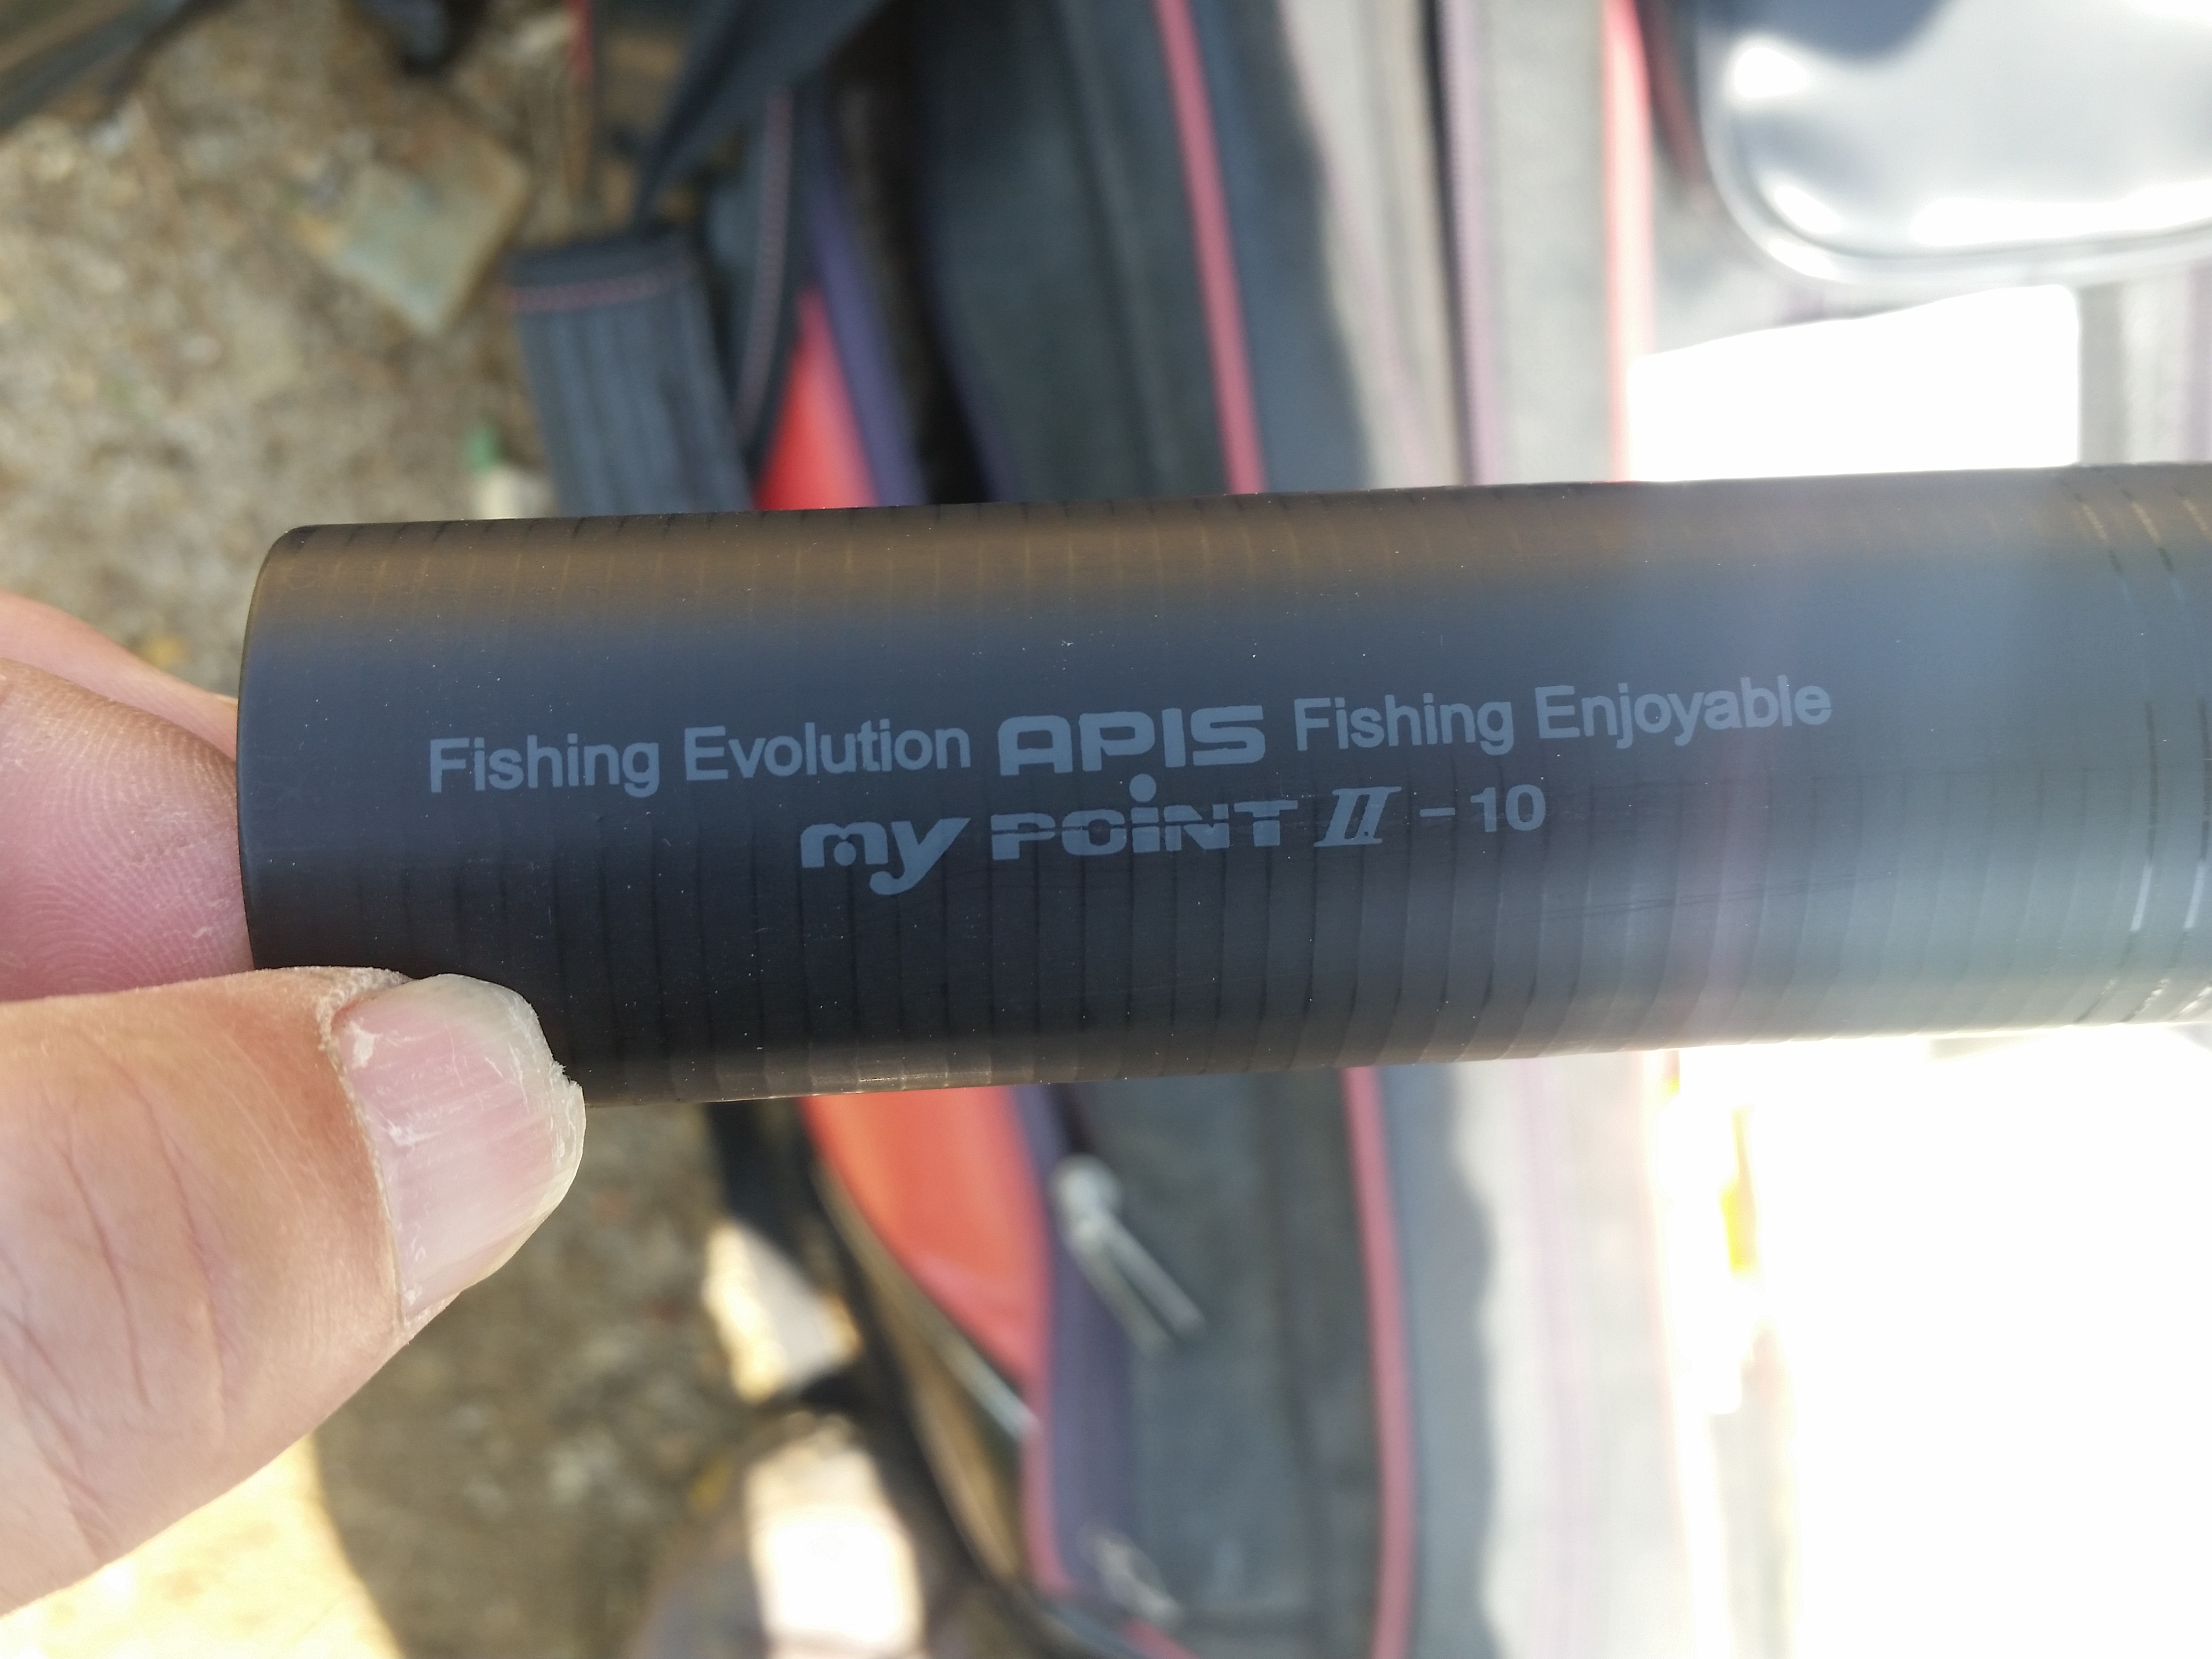 Fishing Evolution APIS Fishing Enjoyable
my POiNT II - 10